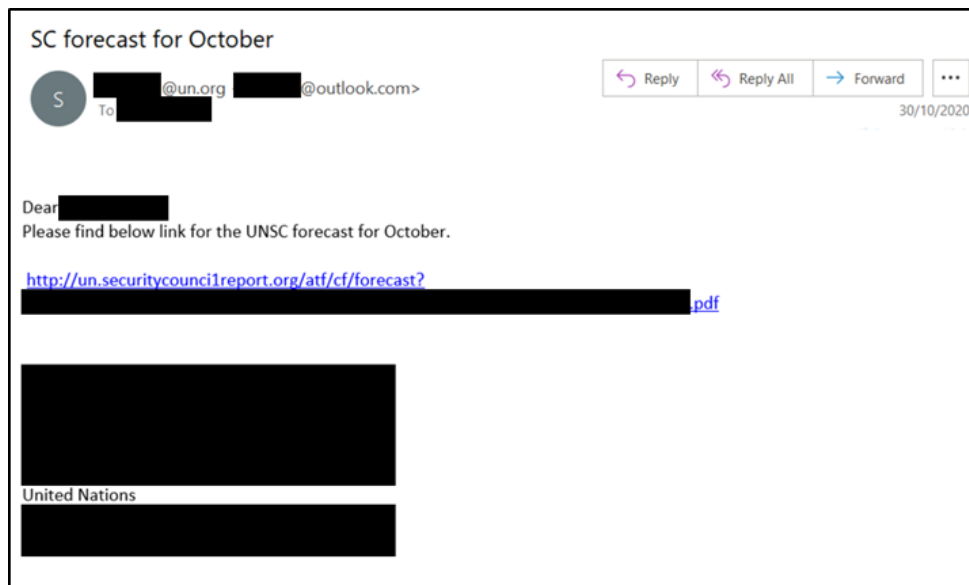 SC forecast for October
S
@un.org @outlook.com>
To
Reply
Reply All
Forward
30/10/2020
Dear
Please find below link for the UNSC forecast for October.
http://un.securitycounci1report.org/atf/cf/forecast?
.pdf
United Nations